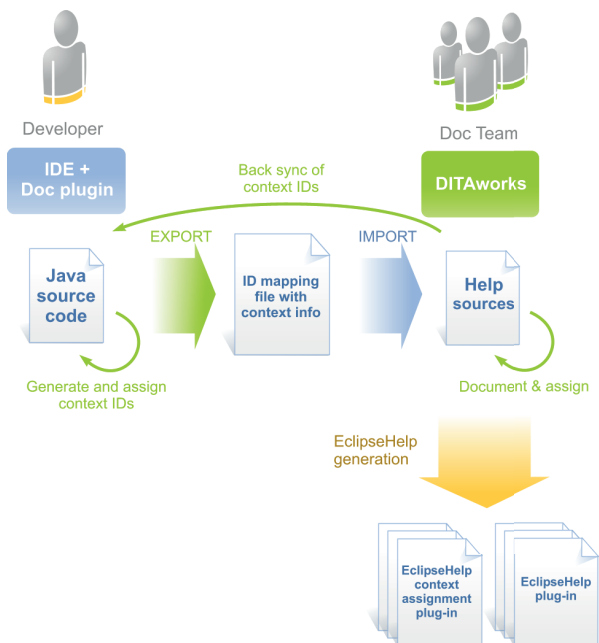 Developer
Doc Team
IDE +
Doc plugin
DITAworks
Back sync of
context IDs
EXPORT
IMPORT
Java
source
code
ID mapping
file with
context info
Help
sources
Generate and assign
context IDs
Document & assign
EclipseHelp
generation
EclipseHelp
context
assignment
plug-in
EclipseHelp
plug-in